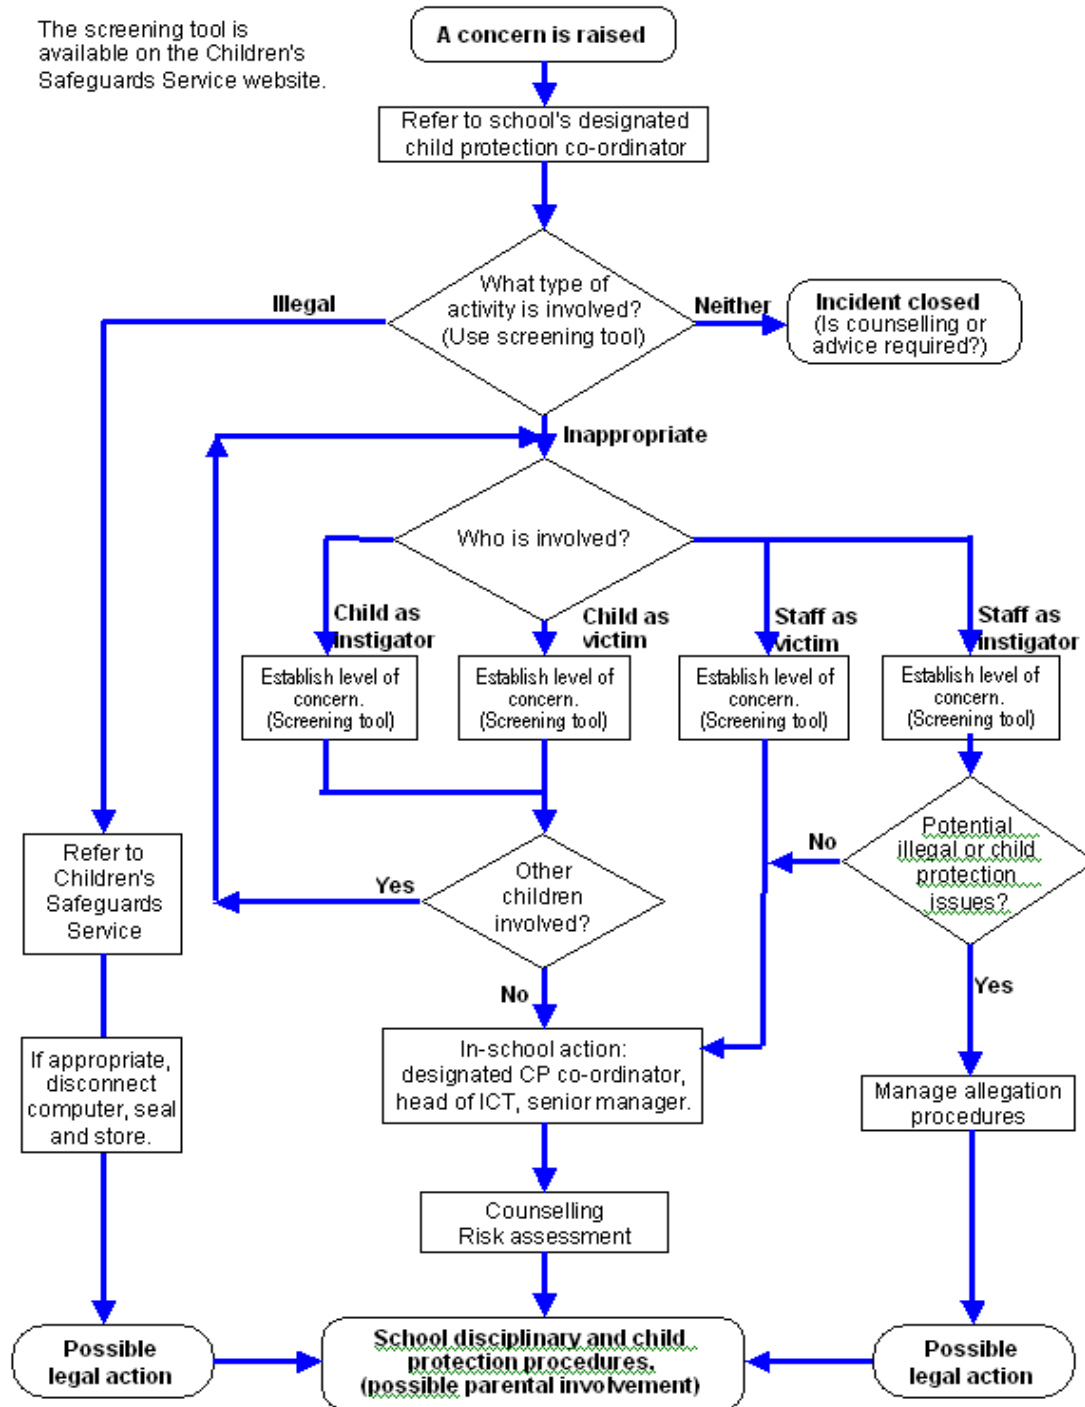 The screening tool is
available on the Children's
Safeguards Service website.
A concern is raised
Refer to school's designated
child protection co-ordinator
What type of
activity is involved?
(Use screening tool)
Illegal
Neither
Incident closed
(Is counselling or
advice required?)
Inappropriate
Who is involved?
Child as
instigator
Child as
victim
Staff as
victim
Staff as
instigator
Establish level of
concern.
(Screening tool)
Establish level of
concern.
(Screening tool)
Establish level of
concern.
(Screening tool)
Establish level of
concern.
(Screening tool)
Potential
illegal or child
protection
issues?
No
Yes
Refer to
Children's
Safeguards
Service
Yes
Other
children
involved?
No
If appropriate,
disconnect
computer, seal
and store.
In-school action:
designated CP co-ordinator,
head of ICT, senior manager.
Manage allegation
procedures
Counselling
Risk assessment
Possible
legal action
School disciplinary and child
protection procedures.
(possible parental involvement)
Possible
legal action